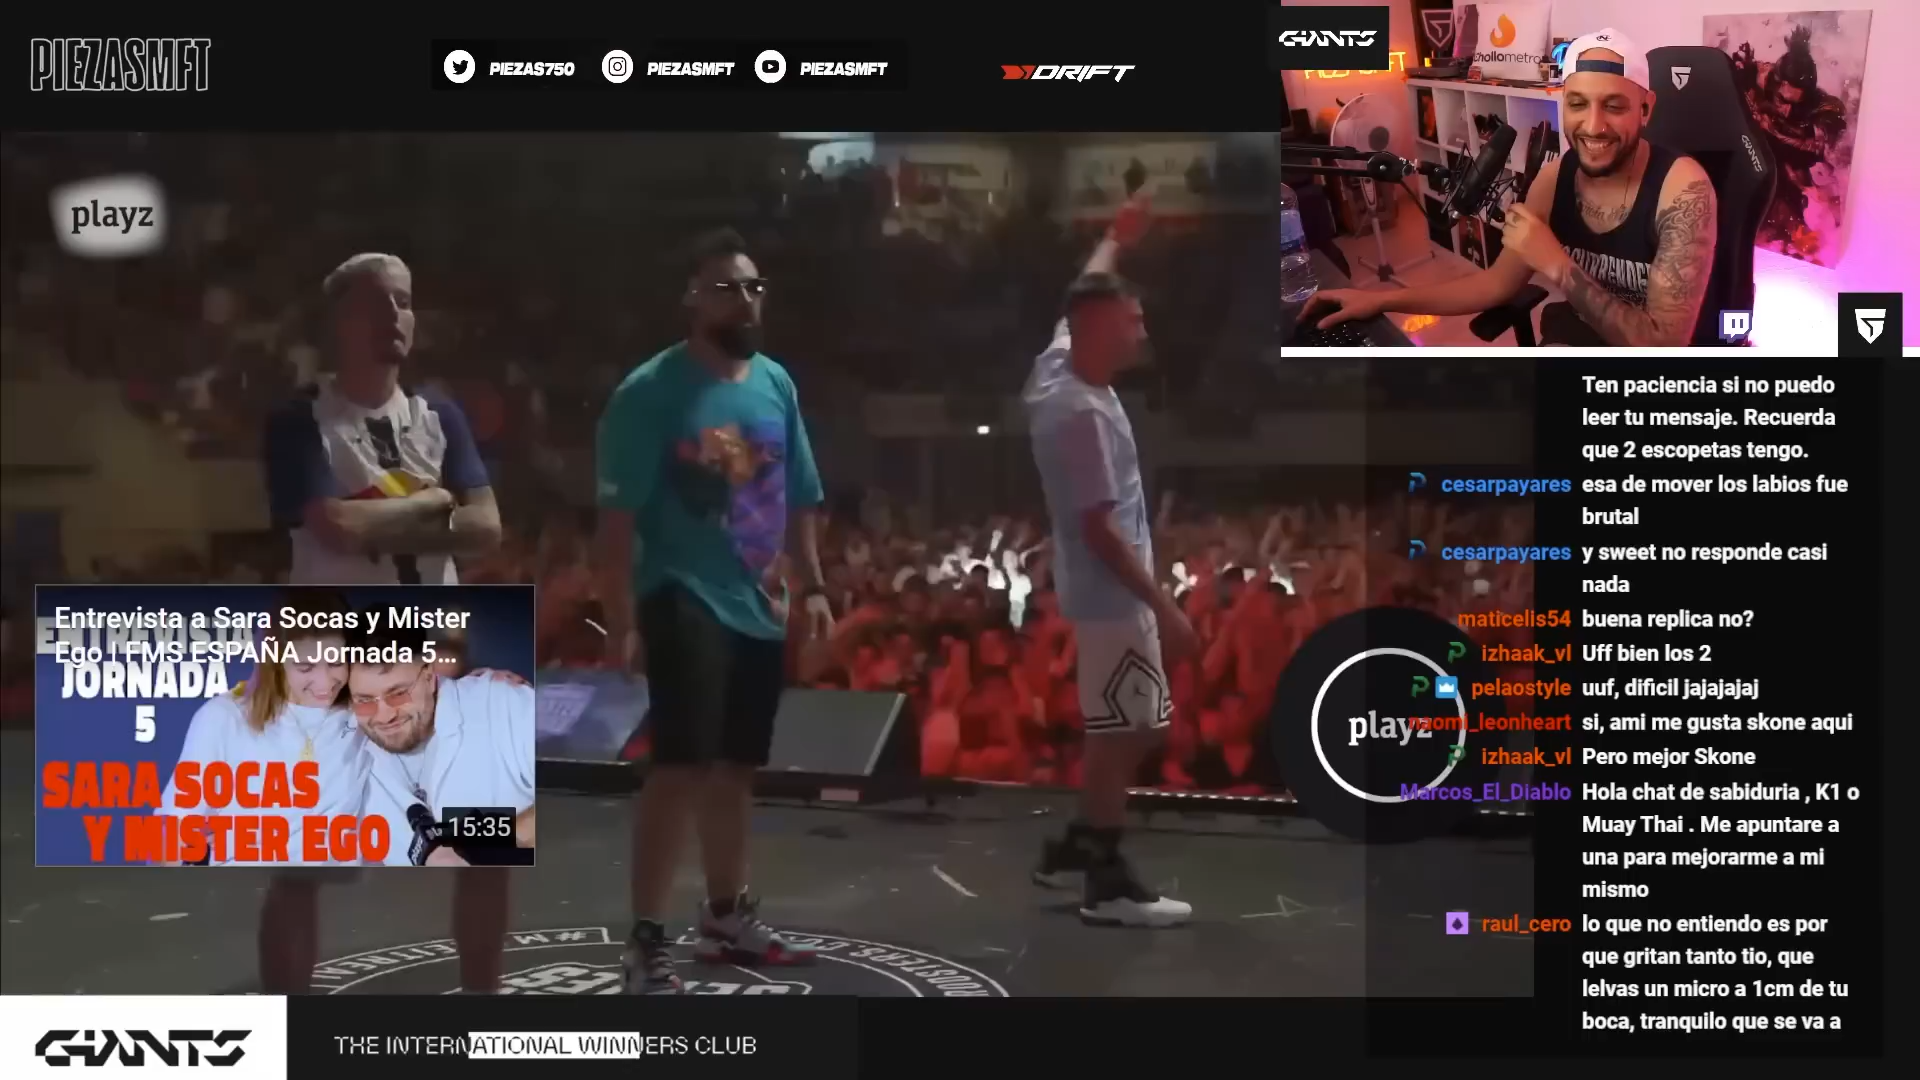 PIEZASMFT
PIEZAS750
PIEZASMFT
PIEZASMFT
DRIFT
GIANTS
chollometro
PIEZASMFT
GIANTS
playz
Entrevista a Sara Socas y Mister
Ego | FMS ESPAÑA Jornada 5...
ENTREVISTA
JORNADA
5
SARA SOCAS
Y MISTER EGO
15:35
playz
Ten paciencia si no puedo
leer tu mensaje. Recuerda
que 2 escopetas tengo.
cesarpayares esa de mover los labios fue
brutal
cesarpayares y sweet no responde casi
nada
maticelis54 buena replica no?
izhaak_vl Uff bien los 2
pelaostyle uuf, dificil jajajajaj
naomi_leonheart si, ami me gusta skone aqui
izhaak_vl Pero mejor Skone
Marcos_El_Diablo Hola chat de sabiduria , K1 o
Muay Thai . Me apuntare a
una para mejorarme a mi
mismo
raul_cero lo que no entiendo es por
que gritan tanto tio, que
lelvas un micro a 1cm de tu
boca, tranquilo que se va a
GIANTS
THE INTERNATIONAL WINNERS CLUB